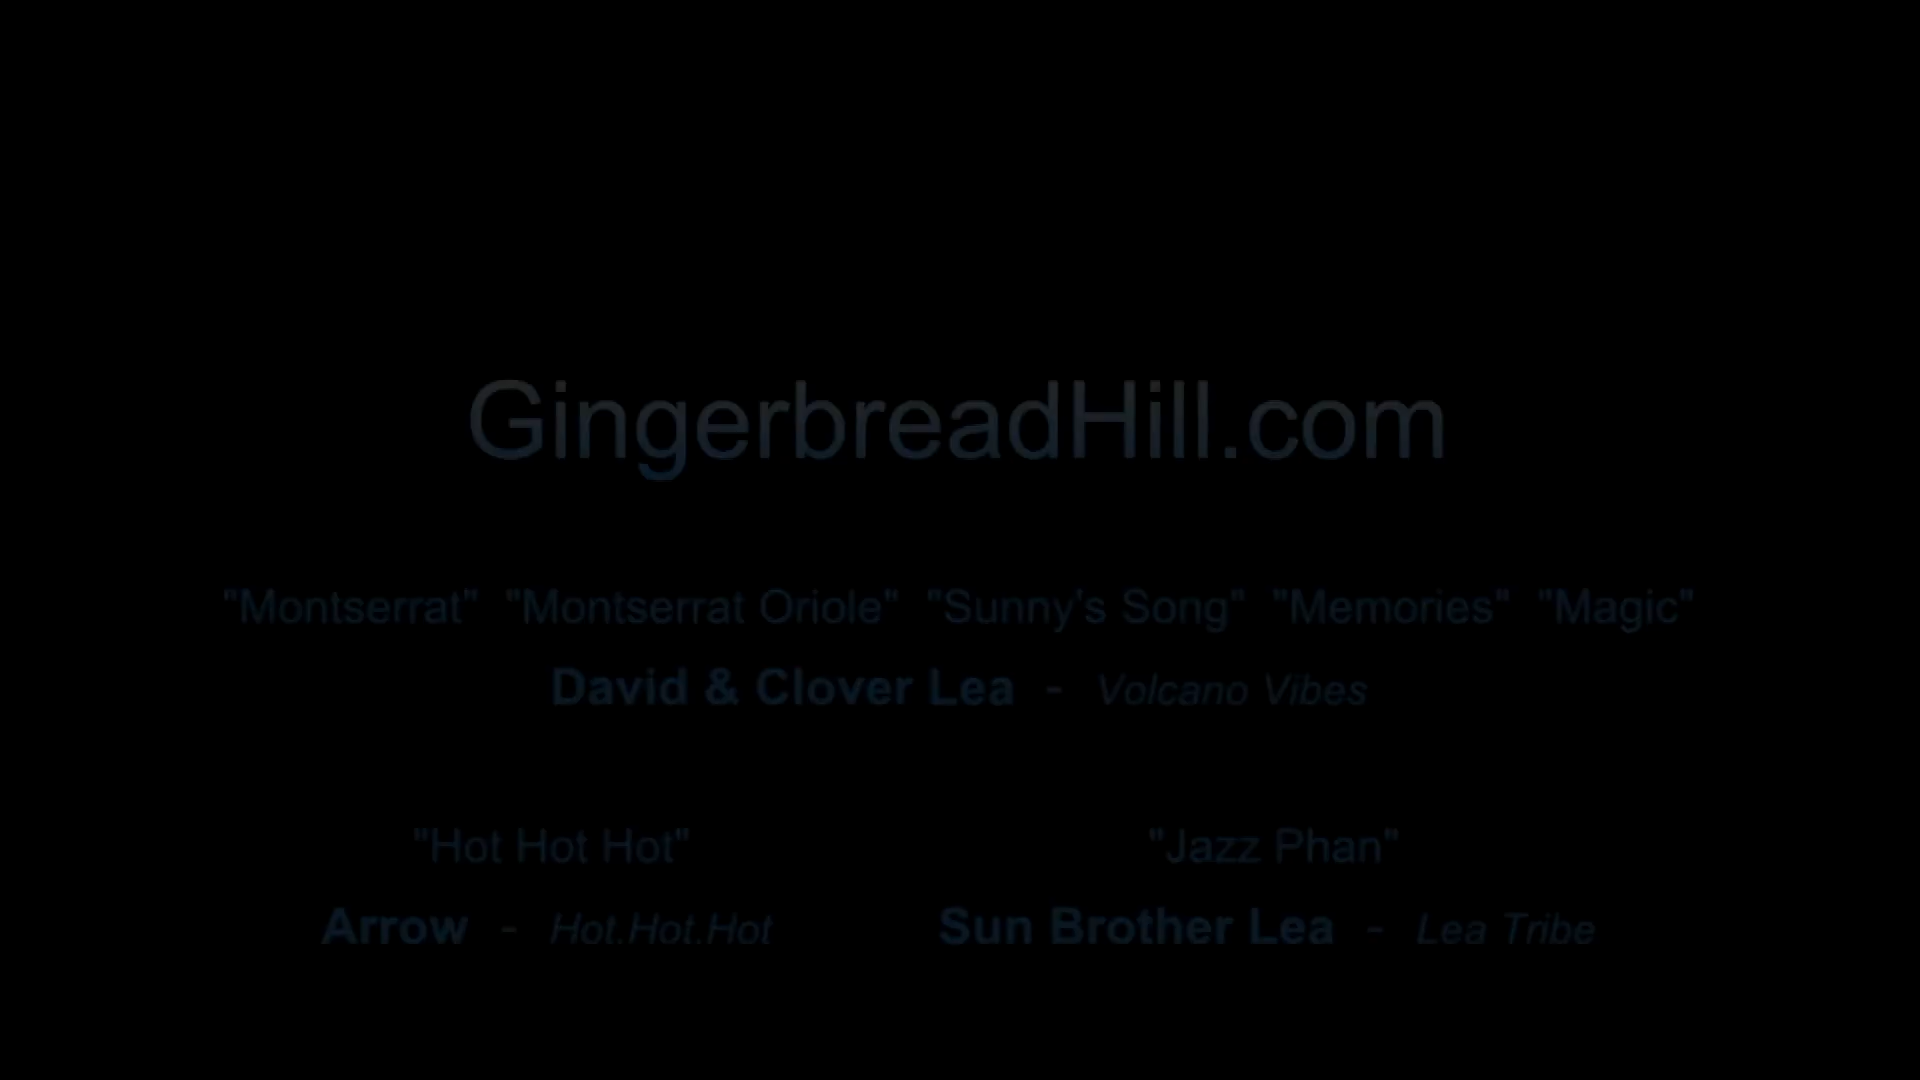 GingerbreadHill.com
"Montserrat" "Montserrat Oriole" "Sunny's Song" "Memories" "Magic"
David & Clover Lea - Volcano Vibes
"Hot Hot Hot" "Jazz Phan"
Arrow - Hot.Hot.Hot Sun Brother Lea - Lea Tribe